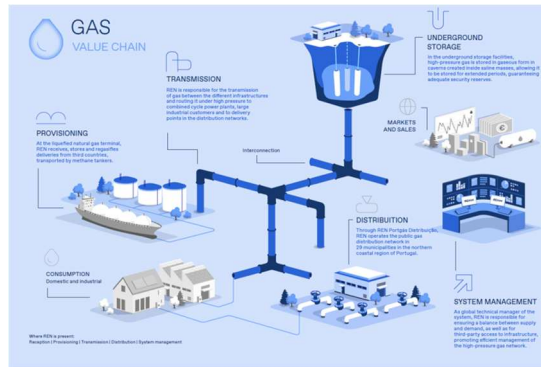 GAS
VALUE CHAIN
UNDERGROUND
STORAGE
In the underground storage facilities,
high-pressure gas is stored in gaseous form in
caverns created inside saline masses, allowing it
to be stored for extended periods, guaranteeing
adequate security reserves.
TRANSMISSION
REN is responsible for the transmission
of gas between the different infrastructures
and routing it under high pressure to
combined cycle power plants, large
industrial customers and to delivery
points in the distribution networks.
MARKETS
AND SALES
PROVISIONING
At the liquefied natural gas terminal,
REN receives, stores and regasifies
deliveries from third countries,
transported by methane tankers.
Interconnection
DISTRIBUTION
Through REN Portgás Distribuição,
REN operates the public gas
distribution network in
29 municipalities in the northern
coastal region of Portugal.
CONSUMPTION
Domestic and Industrial
SYSTEM MANAGEMENT
As global technical manager of the
system, REN is responsible for
ensuring a balance between supply
and demand, as well as for
third-party access to infrastructure,
promoting efficient management of
the high-pressure gas network.
Where REN is present:
Reception | Provisioning | Transmission | Distribution | System management